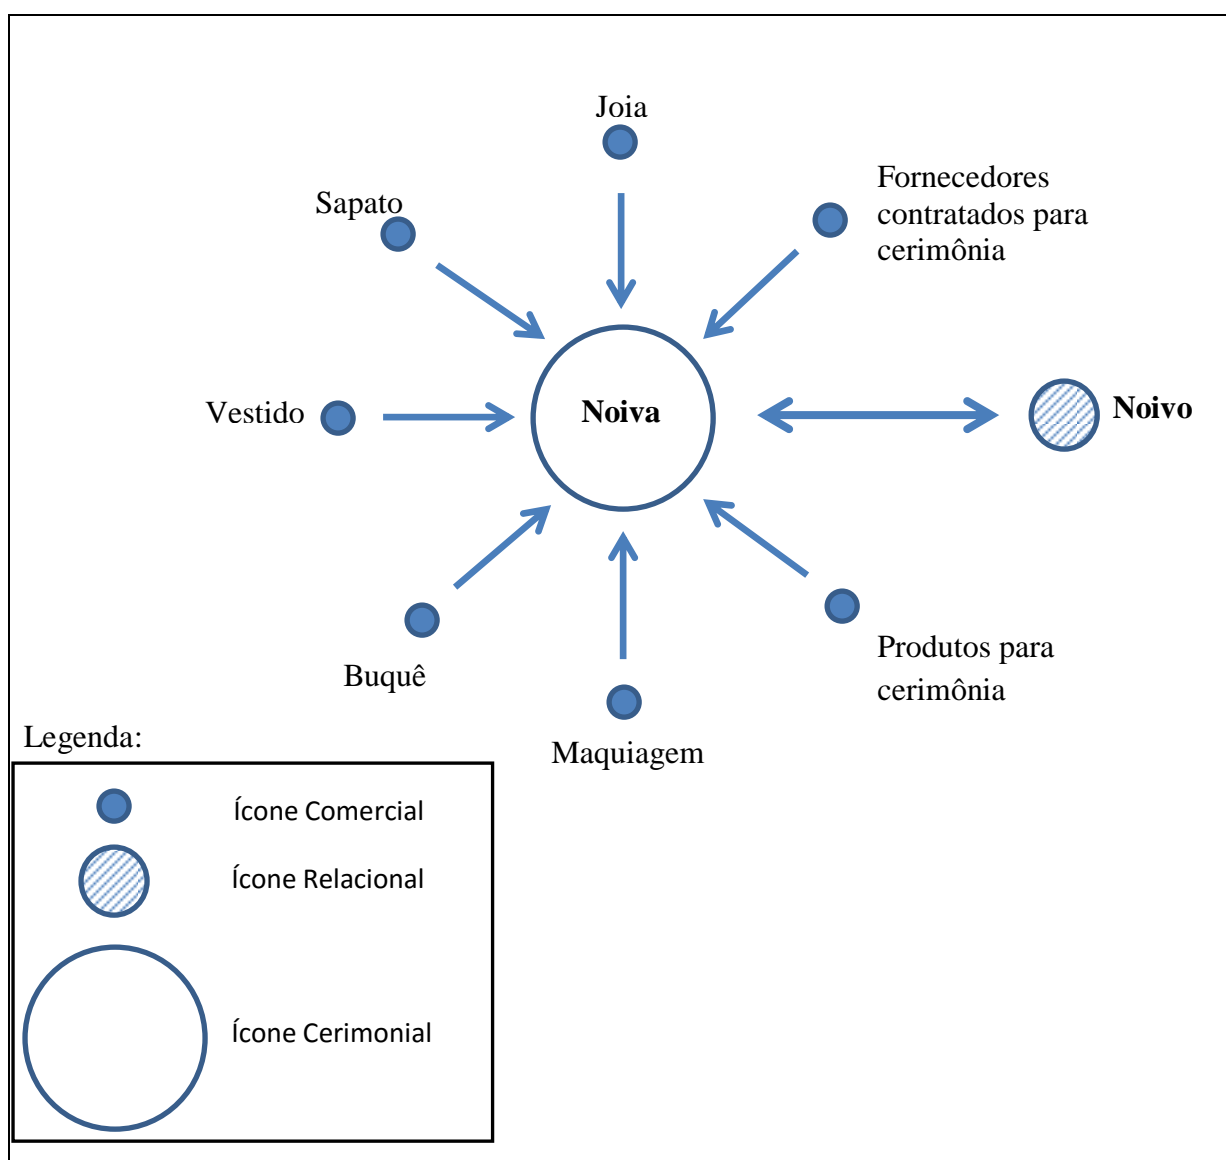 Joia
Sapato
Fornecedores
contratados para
cerimônia
Vestido
Noiva
Noivo
Buquê
Maquiagem
Produtos para
cerimônia
Legenda:
Ícone Comercial
Ícone Relacional
Ícone Cerimonial